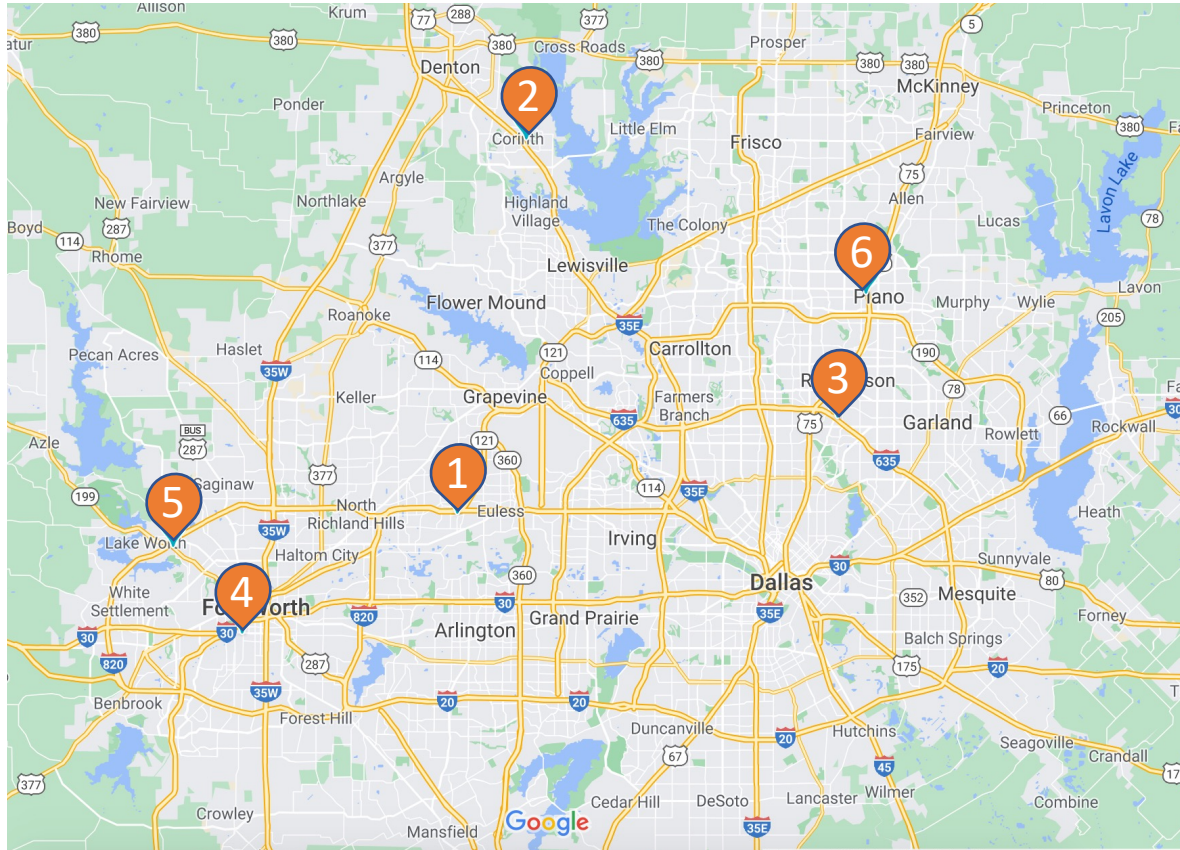 Allison
Krum
288
77
377
5
380
380
380
Cross Roads
380
Prosper
380
380
Denton
McKinney
2
Ponder
Corinth
Little Elm
Frisco
Princeton
380
Fairview
Argyle
75
Allen
New Fairview
Northlake
Highland
Village
The Colony
Lucas
Lavon Lake
78
Boyd
114
287
Rhome
377
6
Lewisville
Plano
Murphy
Wylie
Lavon
Flower Mound
Roanoke
35E
205
Pecan Acres
Haslet
114
121
Carrollton
190
35W
Coppell
3
78
Keller
Grapevine
Farmers
Branch
635
75
Garland
66
Rowlett
Rockwall
30
BUS
287
Azle
121
360
635
377
1
Saginaw
114
35E
199
5
North
Richland Hills
Euless
Heath
35W
Irving
Lake Worth
Haltom City
Sunnyvale
30
80
360
Dallas
White
Settlement
4
30
352
Mesquite
820
Grand Prairie
35E
Forney
30
30
Arlington
Balch Springs
820
287
175
20
35W
20
20
Benbrook
Forest Hill
Duncanville
20
Hutchins
Seagoville
67
Crandall
377
45
Wilmer
Cedar Hill
DeSoto
Lancaster
Combine
Crowley
Google
35E
Mansfield